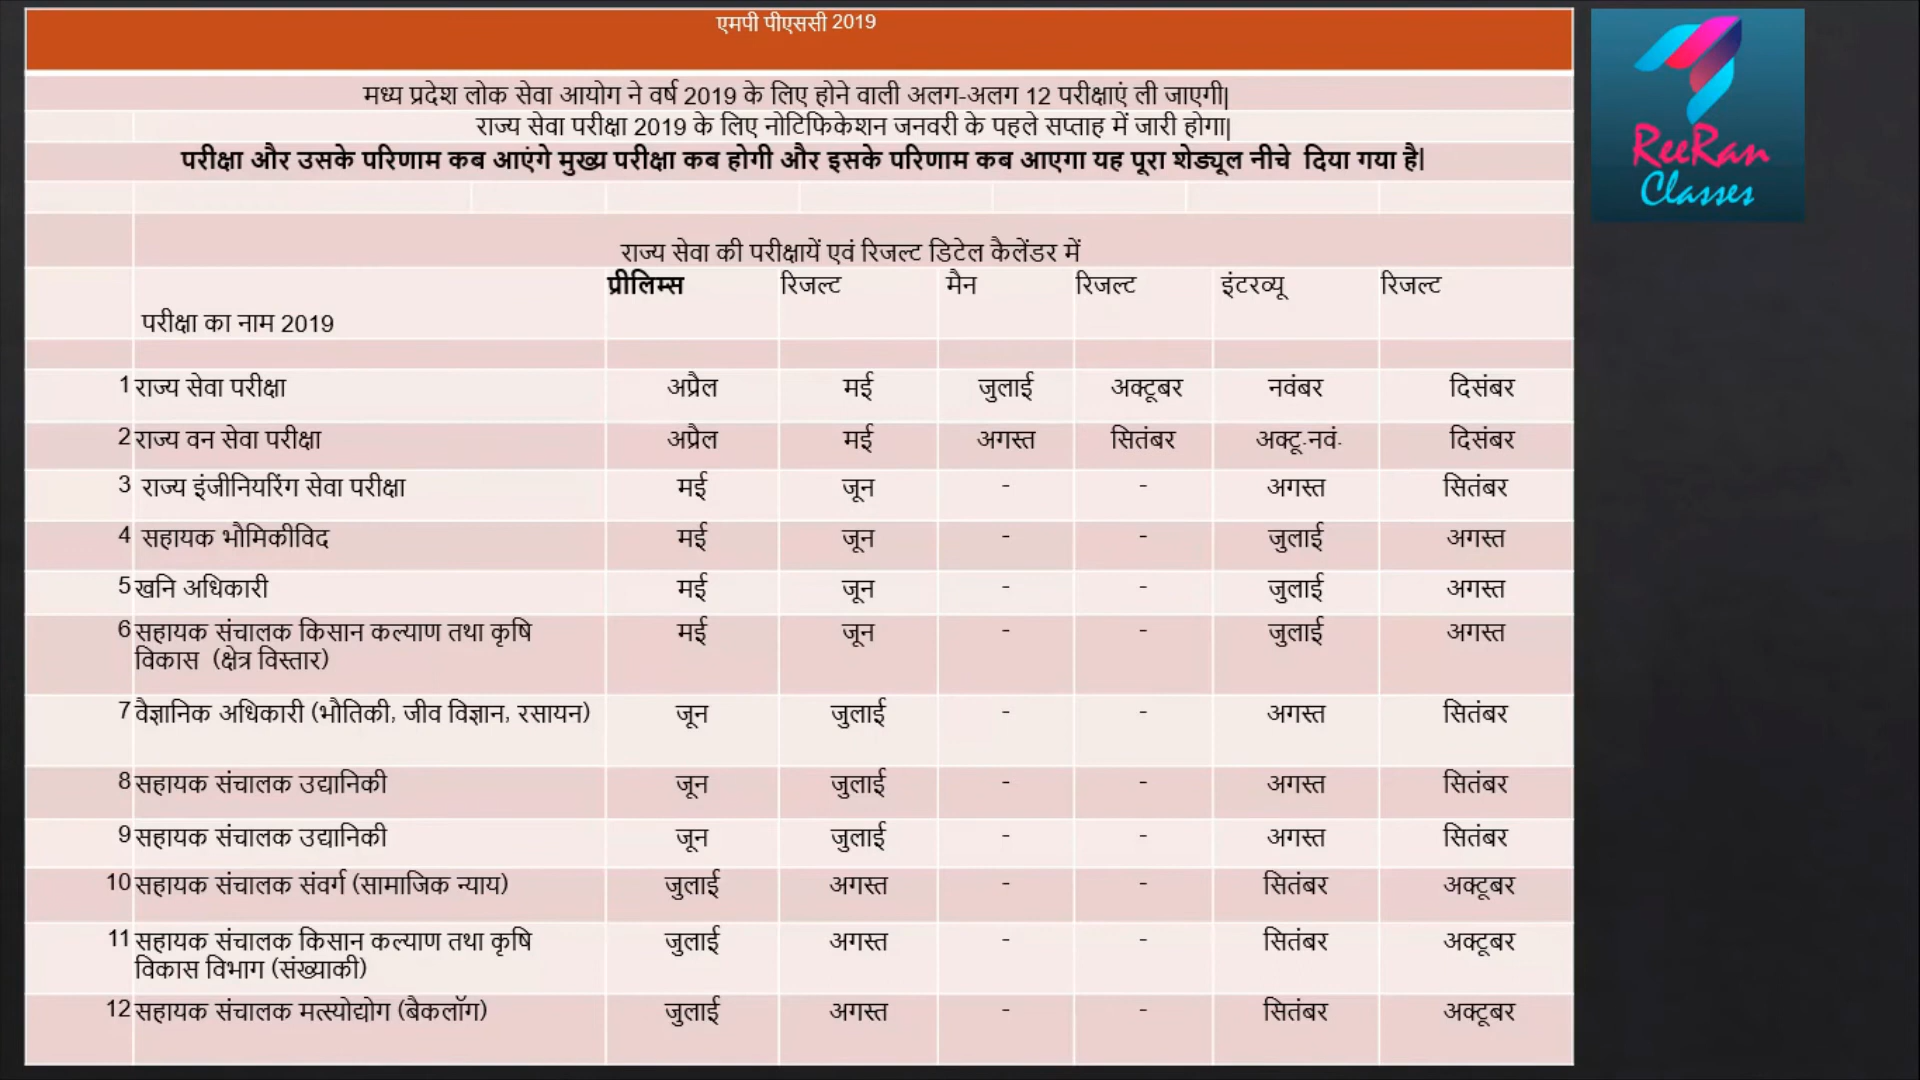 एमपी पीएससी 2019
मध्य प्रदेश लोक सेवा आयोग ने वर्ष 2019 के लिए होने वाली अलग-अलग 12 परीक्षाएं ली जाएगी|
राज्य सेवा परीक्षा 2019 के लिए नोटिफिकेशन जनवरी के पहले सप्ताह में जारी होगा|
परीक्षा और उसके परिणाम कब आएंगे मुख्य परीक्षा कब होगी और इसके परिणाम कब आएगा यह पूरा शेड्यूल नीचे दिया गया है|
राज्य सेवा की परीक्षायें एवं रिजल्ट डिटेल कैलेंडर में
प्रीलिम्स रिजल्ट मैन रिजल्ट इंटरव्यू रिजल्ट
परीक्षा का नाम 2019
1 राज्य सेवा परीक्षा अप्रैल मई जुलाई अक्टूबर नवंबर दिसंबर
2 राज्य वन सेवा परीक्षा अप्रैल मई अगस्त सितंबर अक्टू.नवं. दिसंबर
3 राज्य इंजीनियरिंग सेवा परीक्षा मई जून - - अगस्त सितंबर
4 सहायक भौमिकीविद मई जून - - जुलाई अगस्त
5 खनि अधिकारी मई जून - - जुलाई अगस्त
6 सहायक संचालक किसान कल्याण तथा कृषि मई जून - - जुलाई अगस्त
विकास (क्षेत्र विस्तार)
7 वैज्ञानिक अधिकारी (भौतिकी, जीव विज्ञान, रसायन) जून जुलाई - - अगस्त सितंबर
8 सहायक संचालक उद्यानिकी जून जुलाई - - अगस्त सितंबर
9 सहायक संचालक उद्यानिकी जून जुलाई - - अगस्त सितंबर
10 सहायक संचालक संवर्ग (सामाजिक न्याय) जुलाई अगस्त - - सितंबर अक्टूबर
11 सहायक संचालक किसान कल्याण तथा कृषि जुलाई अगस्त - - सितंबर अक्टूबर
विकास विभाग (संख्याकी)
12 सहायक संचालक मत्स्योद्योग (बैकलॉग) जुलाई अगस्त - - सितंबर अक्टूबर
ReeRan
Classes